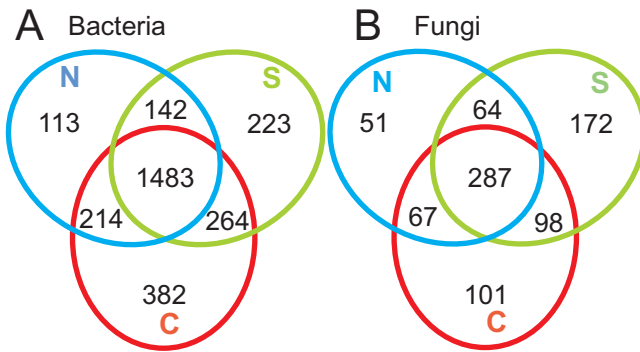 A Bacteria
N
S
113
142
223
1483
214
264
382
C
B Fungi
N
S
51
64
172
287
67
98
101
C